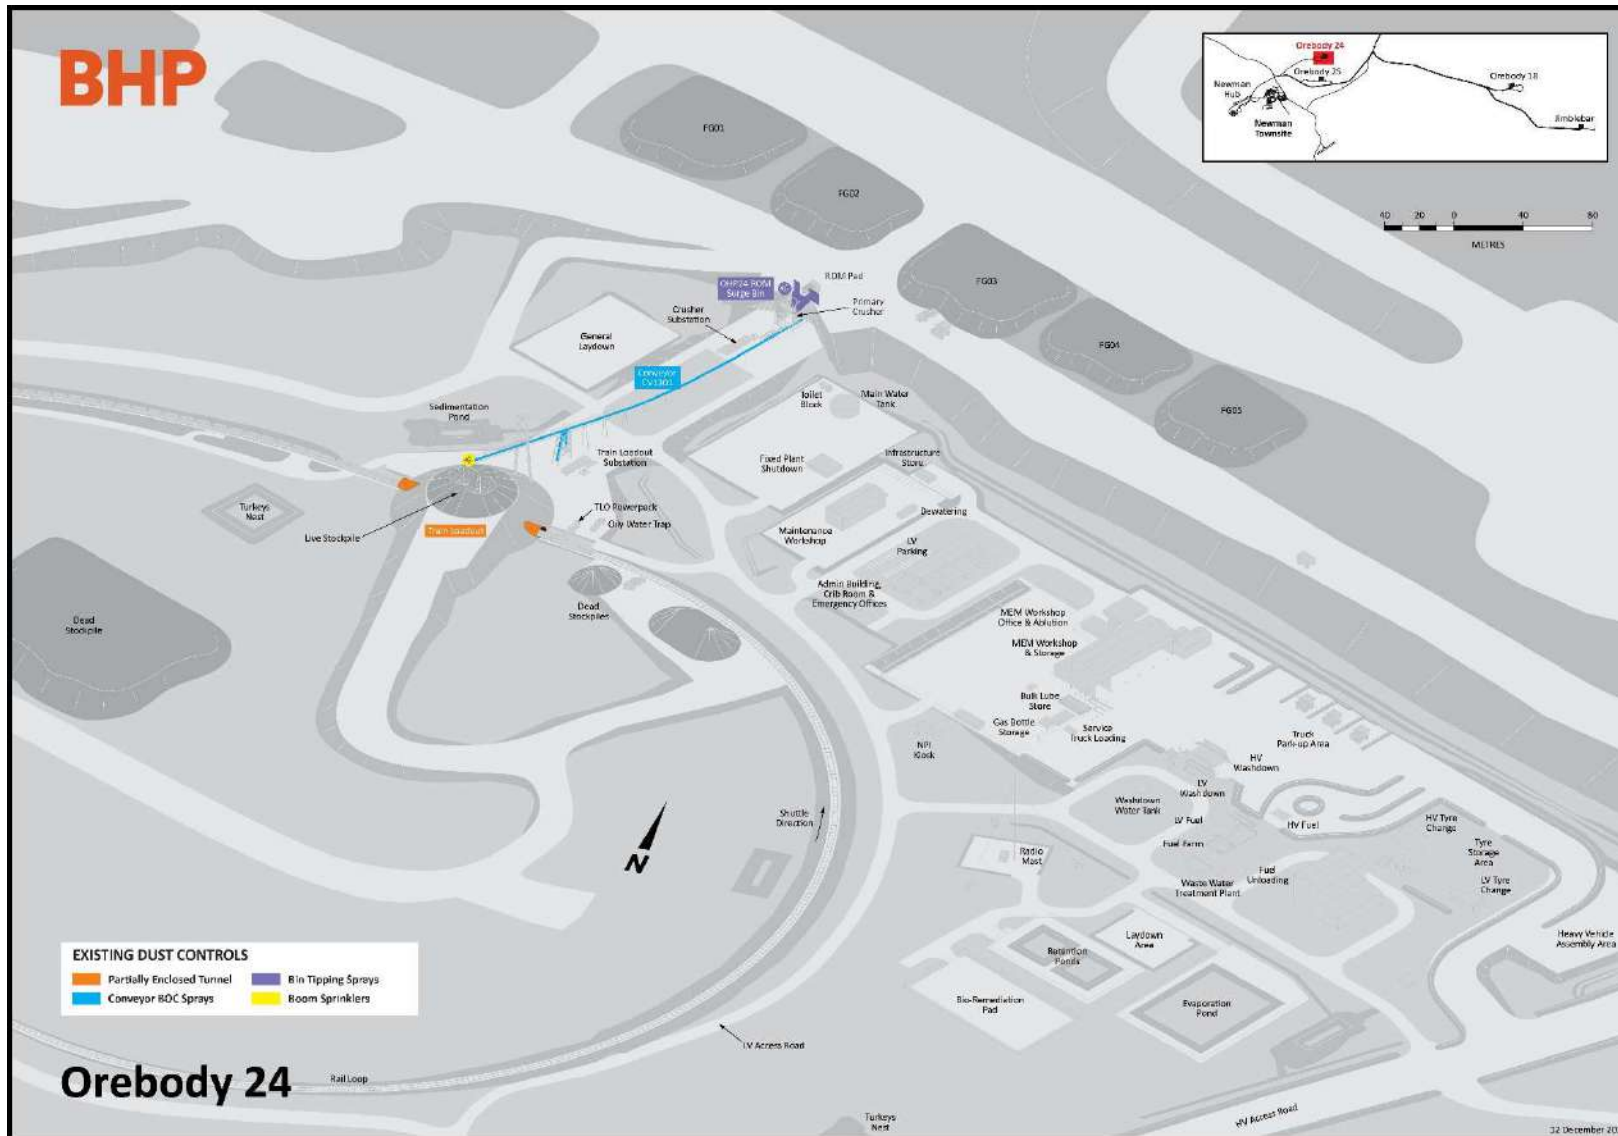 BHP
Orebody 24
Orebody 25
Orebody 18
Newman
Hub
Jimblebar
Newman
Townsite
40 20 0 40 80
METRES
FG01
FG02
FG03
FG04
FG05
OHP24 ROM
Surge Bin
ROM Pad
Primary
Crusher
Crusher
Substation
General
Laydown
Conveyor
CV1301
Sedimentation
Pond
Toilet
Block
Main Water
Tank
Train Loadout
Substation
Fixed Plant
Shutdown
Infrastructure
Store
Turkeys
Nest
Live Stockpile
Train Loadout
TLO Powerpack
Oily Water Trap
Dewatering
Maintenance
Workshop
LV
Parking
Admin Building,
Crib Room &
Emergency Offices
Dead
Stockpiles
Dead
Stockpile
MEM Workshop
Office & Ablution
MEM Workshop
& Storage
Bulk Lube
Store
Gas Bottle
Storage
Service
Truck Loading
NPI
Kiosk
Truck
Park-up Area
HV
Washdown
LV
Washdown
Washdown
Water Tank
LV Fuel
HV Fuel
Fuel Farm
HV Tyre
Change
Tyre
Storage
Area
LV Tyre
Change
Shuttle
Direction
N
Radio
Mast
Fuel
Unloading
Waste Water
Treatment Plant
Laydown
Area
Retention
Ponds
Heavy Vehicle
Assembly Area
Bio-Remediation
Pad
Evaporation
Pond
EXISTING DUST CONTROLS
Partially Enclosed Tunnel
Bin Tipping Sprays
Conveyor BOC Sprays
Boom Sprinklers
LV Access Road
Orebody 24
Rail Loop
Turkeys
Nest
HV Access Road
32 December 20